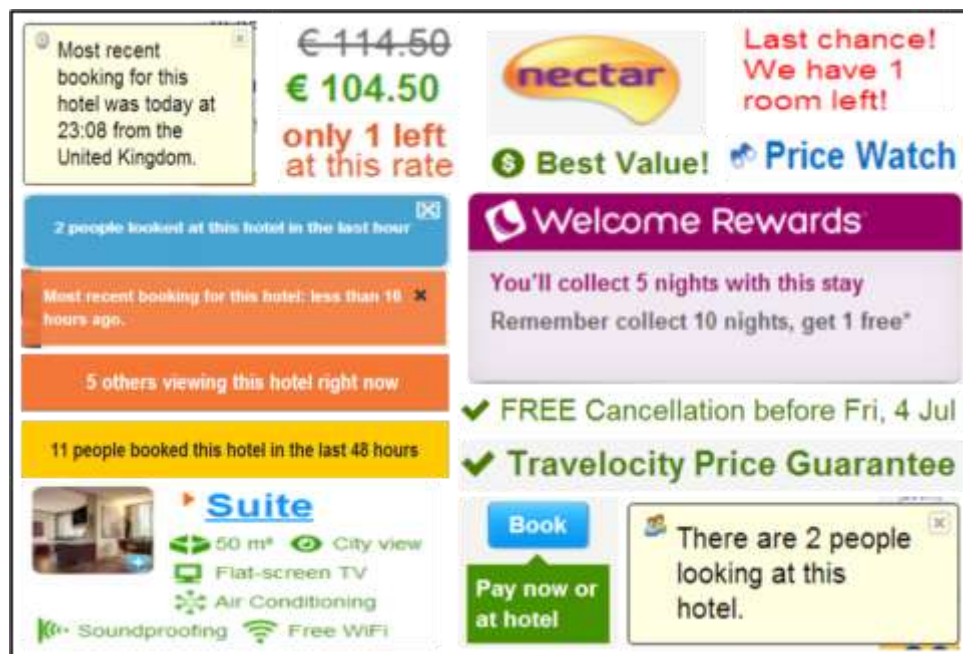 Most recent
booking for this
hotel was today at
23:08 from the
United Kingdom.
€ 114.50
€ 104.50
only 1 left
at this rate
nectar
Last chance!
We have 1
room left!
Best Value!
Price Watch
2 people looked at this hotel in the last hour
Most recent booking for this hotel: less than 16
hours ago.
5 others viewing this hotel right now
11 people booked this hotel in the last 48 hours
Welcome Rewards
You'll collect 5 nights with this stay
Remember collect 10 nights, get 1 free*
FREE Cancellation before Fri, 4 Jul
Travelocity Price Guarantee
Suite
50 m² City view
Flat-screen TV
Air Conditioning
Soundproofing Free WiFi
Book
Pay now or
at hotel
There are 2 people
looking at this
hotel.